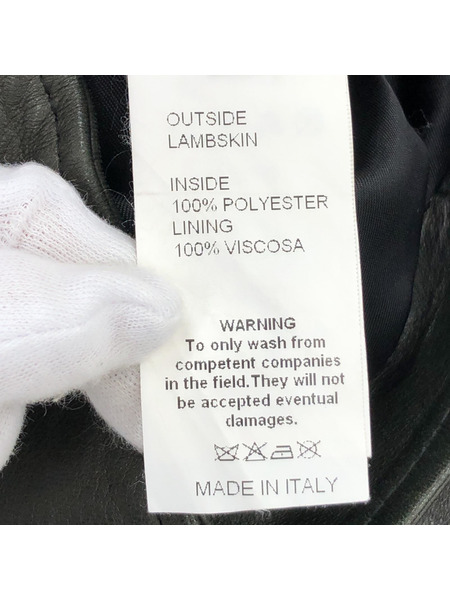 OUTSIDE
LAMBSKIN
INSIDE
100% POLYESTER
LINING
100% VISCOSA
WARNING
To only wash from
competent companies
in the field.They will not
be accepted eventual
damages.
MADE IN ITALY